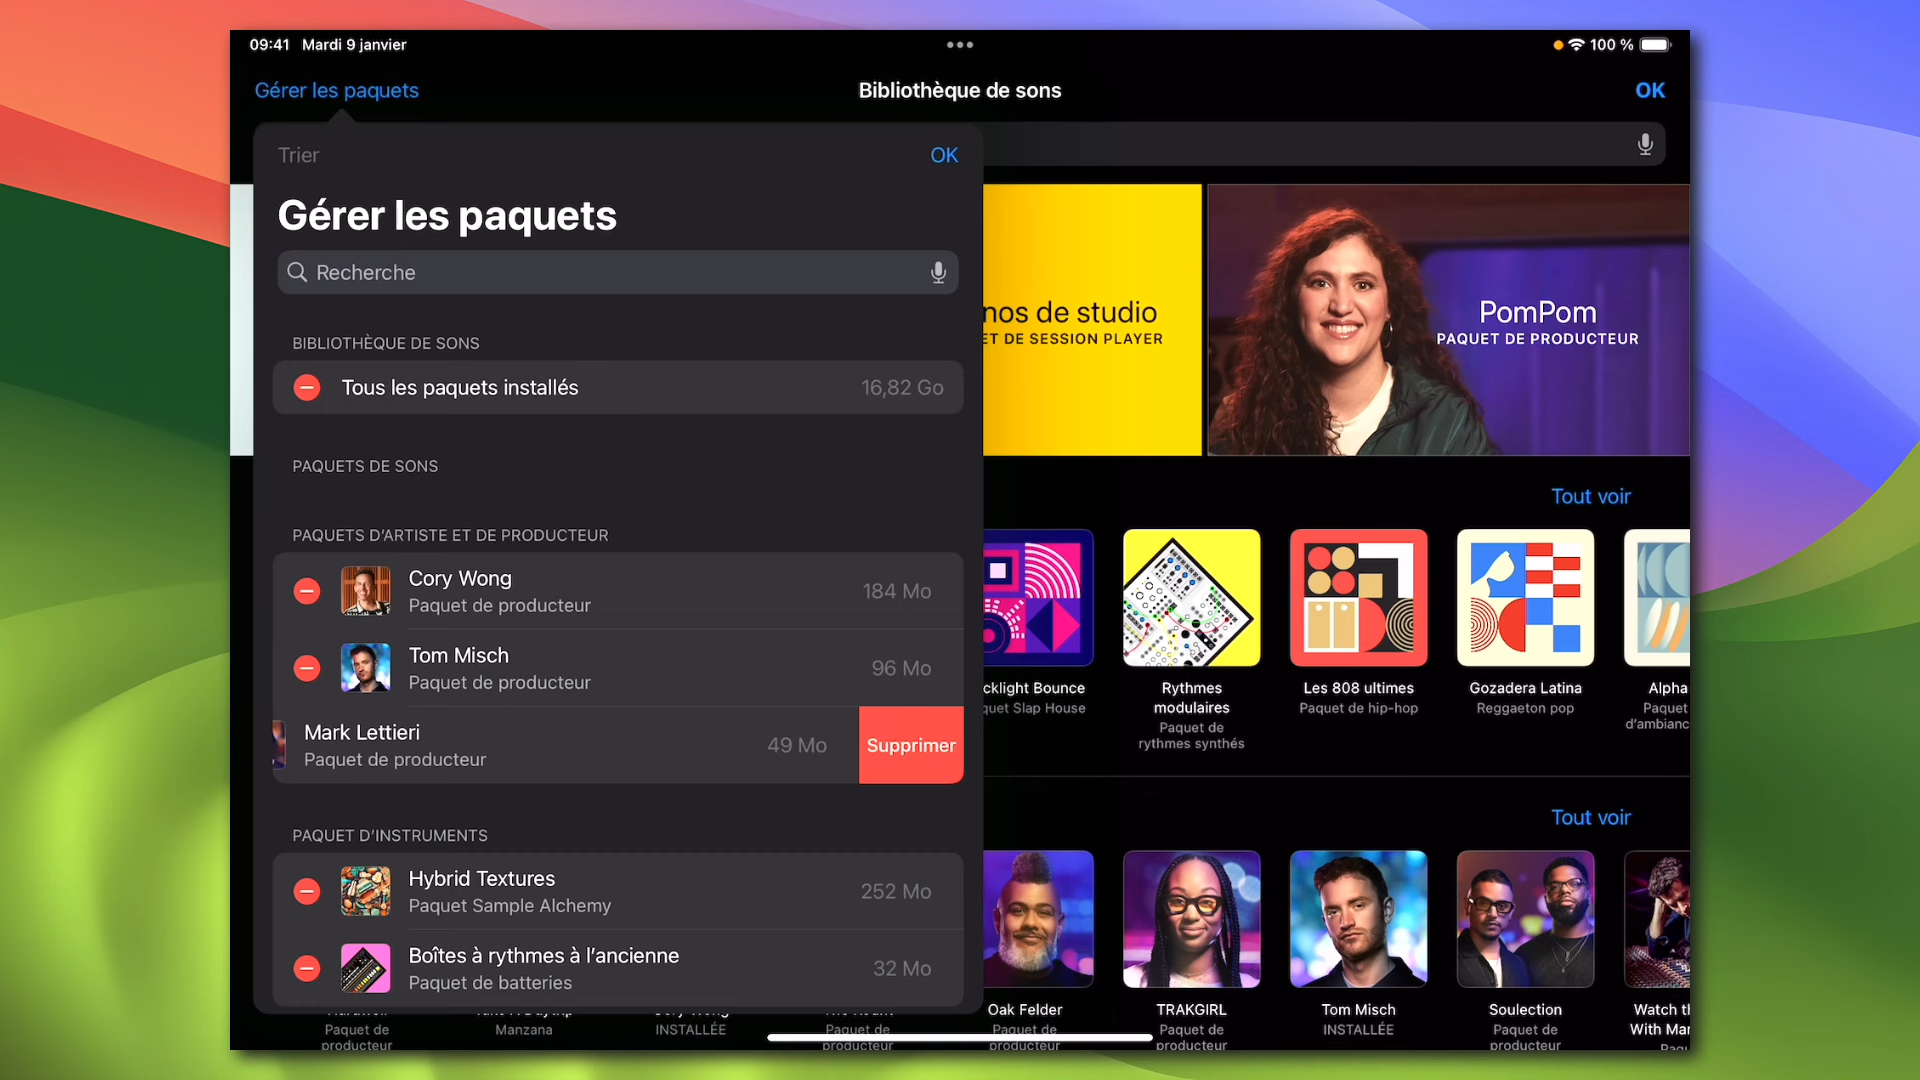 09:41 Mardi 9 janvier
100 %
Gérer les paquets
Bibliothèque de sons
OK
Trier
OK
Gérer les paquets
Recherche
BIBLIOTHÈQUE DE SONS
Tous les paquets installés
16,82 Go
PAQUETS DE SONS
PAQUETS D’ARTISTE ET DE PRODUCTEUR
Cory Wong
Paquet de producteur
184 Mo
Tom Misch
Paquet de producteur
96 Mo
Mark Lettieri
Paquet de producteur
49 Mo
Supprimer
PAQUET D’INSTRUMENTS
Hybrid Textures
Paquet Sample Alchemy
252 Mo
Boîtes à rythmes à l’ancienne
Paquet de batteries
32 Mo
nos de studio
ET DE SESSION PLAYER
PomPom
PAQUET DE PRODUCTEUR
Tout voir
cklight Bounce
quet Slap House
Rythmes
modulaires
Paquet de
rythmes synthés
Les 808 ultimes
Paquet de hip-hop
Gozadera Latina
Reggaeton pop
Alpha
Paquet
d’ambianc
Tout voir
Oak Felder
Paquet de
producteur
TRAKGIRL
Paquet de
producteur
Tom Misch
INSTALLÉE
Soulection
Paquet de
producteur
Watch th
With Mar
Paquet de
producteur
Manzana
INSTALLÉE
Paquet de
producteur